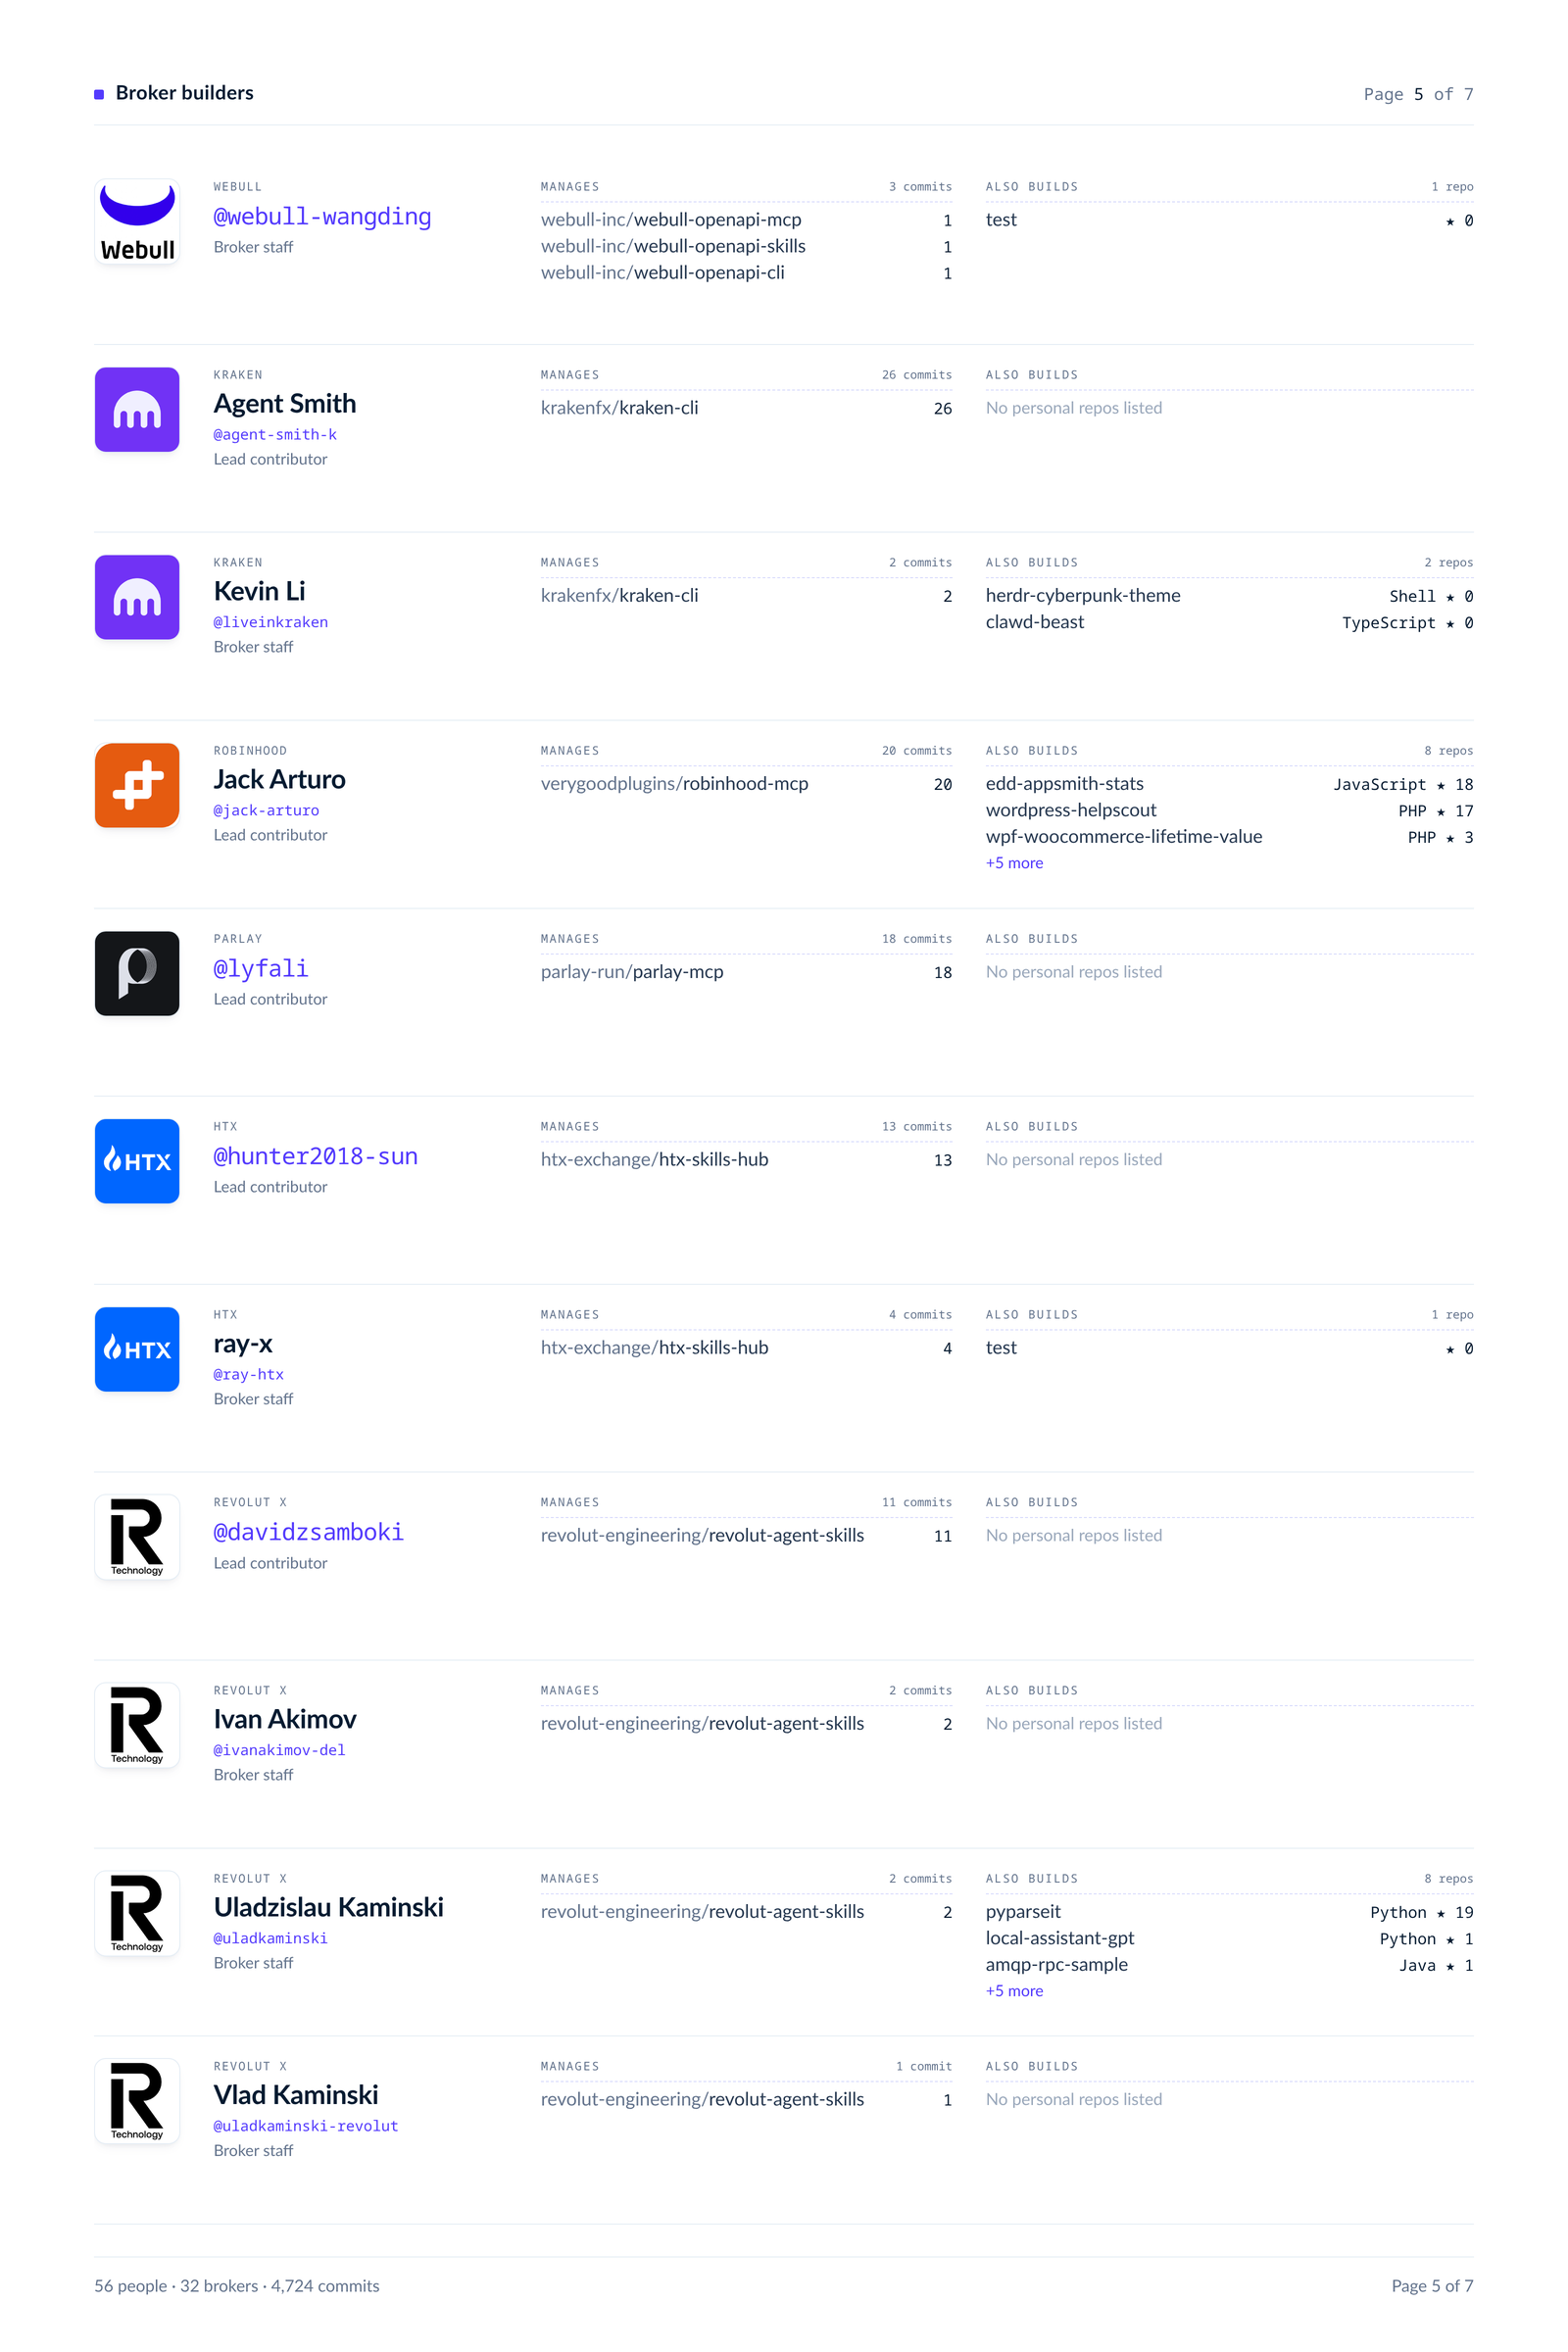 Broker builders
Page 5 of 7
Webull
WEBULL
@webull-wangding
Broker staff
MANAGES 3 commits
webull-inc/webull-openapi-mcp 1
webull-inc/webull-openapi-skills 1
webull-inc/webull-openapi-cli 1
ALSO BUILDS 1 repo
test ★ 0
KRAKEN
Agent Smith
@agent-smith-k
Lead contributor
MANAGES 26 commits
krakenfx/kraken-cli 26
ALSO BUILDS
No personal repos listed
KRAKEN
Kevin Li
@liveinkraken
Broker staff
MANAGES 2 commits
krakenfx/kraken-cli 2
ALSO BUILDS 2 repos
herdr-cyberpunk-theme Shell ★ 0
clawd-beast TypeScript ★ 0
ROBINHOOD
Jack Arturo
@jack-arturo
Lead contributor
MANAGES 20 commits
verygoodplugins/robinhood-mcp 20
ALSO BUILDS 8 repos
edd-appsmith-stats JavaScript ★ 18
wordpress-helpscout PHP ★ 17
wpf-woocommerce-lifetime-value PHP ★ 3
+5 more
PARLAY
@lyfali
Lead contributor
MANAGES 18 commits
parlay-run/parlay-mcp 18
ALSO BUILDS
No personal repos listed
HTX
HTX
@hunter2018-sun
Lead contributor
MANAGES 13 commits
htx-exchange/htx-skills-hub 13
ALSO BUILDS
No personal repos listed
HTX
HTX
ray-x
@ray-htx
Broker staff
MANAGES 4 commits
htx-exchange/htx-skills-hub 4
ALSO BUILDS 1 repo
test ★ 0
R
Technology
REVOLUT X
@davidzsamboki
Lead contributor
MANAGES 11 commits
revolut-engineering/revolut-agent-skills 11
ALSO BUILDS
No personal repos listed
R
Technology
REVOLUT X
Ivan Akimov
@ivanakimov-del
Broker staff
MANAGES 2 commits
revolut-engineering/revolut-agent-skills 2
ALSO BUILDS
No personal repos listed
R
Technology
REVOLUT X
Uladzislau Kaminski
@uladkaminski
Broker staff
MANAGES 2 commits
revolut-engineering/revolut-agent-skills 2
ALSO BUILDS 8 repos
pyparseit Python ★ 19
local-assistant-gpt Python ★ 1
amqp-rpc-sample Java ★ 1
+5 more
R
Technology
REVOLUT X
Vlad Kaminski
@uladkaminski-revolut
Broker staff
MANAGES 1 commit
revolut-engineering/revolut-agent-skills 1
ALSO BUILDS
No personal repos listed
56 people · 32 brokers · 4,724 commits
Page 5 of 7